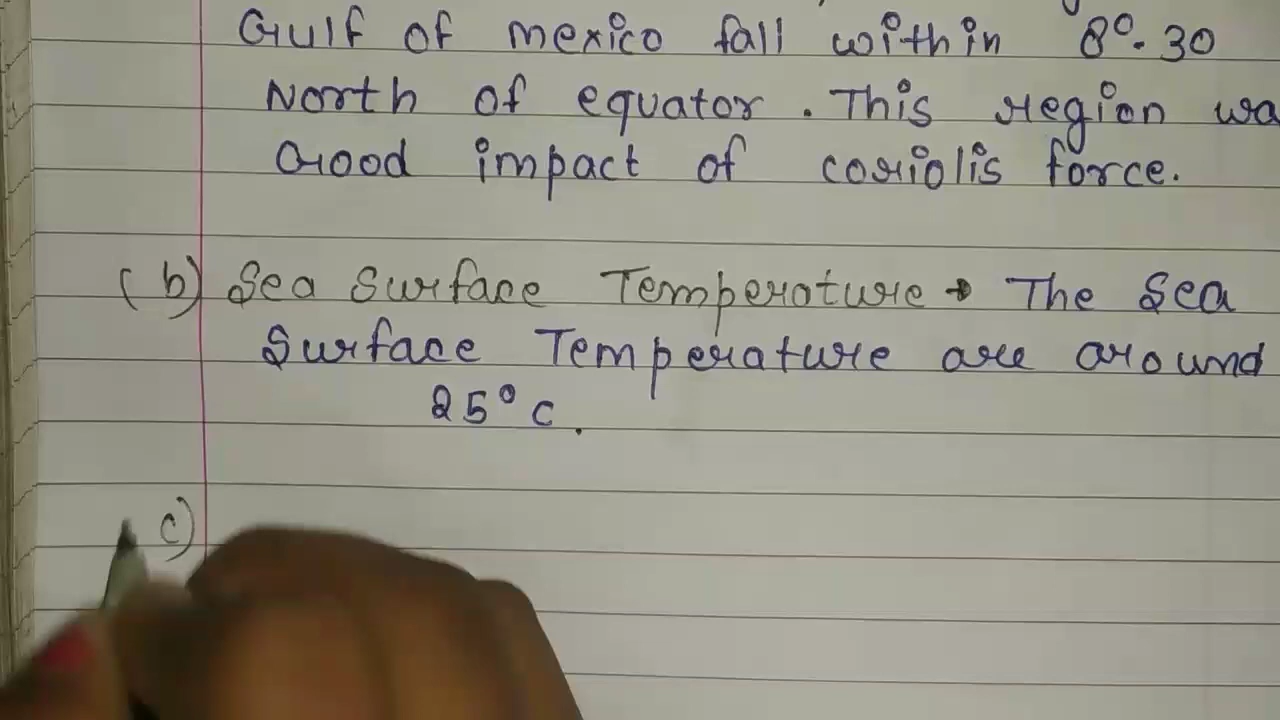 Gulf of mexico fall within 8°-30
North of equator . This region wa
Good impact of coriolis force.
(b) Sea Surface Temperature → The Sea
Surface Temperature are around
25° c.
c)